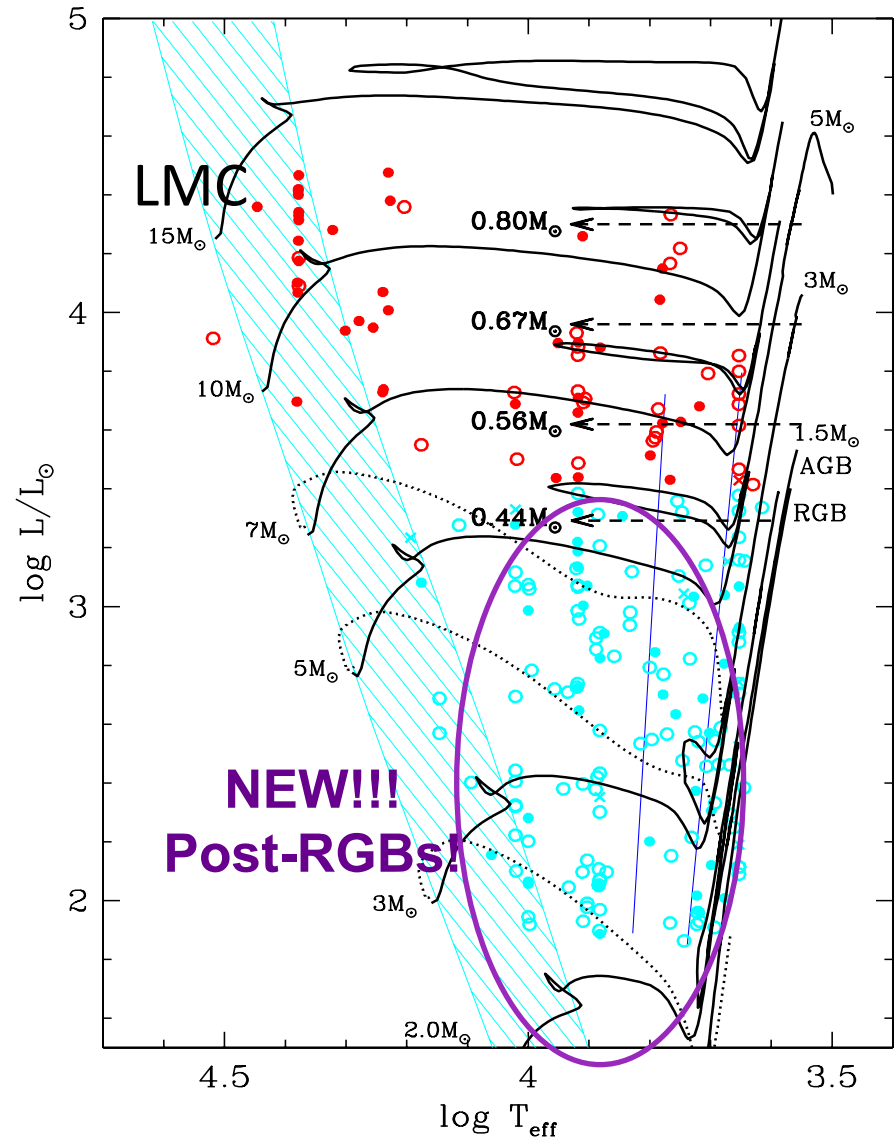 5
5M⊙
LMC
0.80M⊙
15M⊙
3M⊙
4
0.67M⊙
10M⊙
0.56M⊙
1.5M⊙
AGB
RGB
0.44M⊙
7M⊙
log L/L⊙
3
5M⊙
NEW!!!
Post-RGBs!
2
3M⊙
2.0M⊙
4.5
4
3.5
log Teff